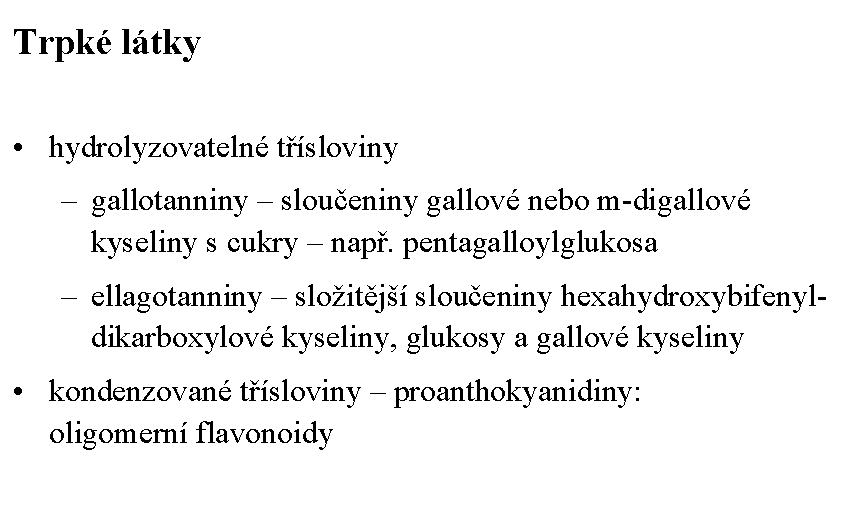 Trpké látky
• hydrolyzovatelné třísloviny
– gallotanniny – sloučeniny gallové nebo m-digallové
kyseliny s cukry – např. pentagalloylglukosa
– ellagotanniny – složitější sloučeniny hexahydroxybifenyl-
dikarboxylové kyseliny, glukosy a gallové kyseliny
• kondenzované třísloviny – proanthokyanidiny:
oligomerní flavonoidy